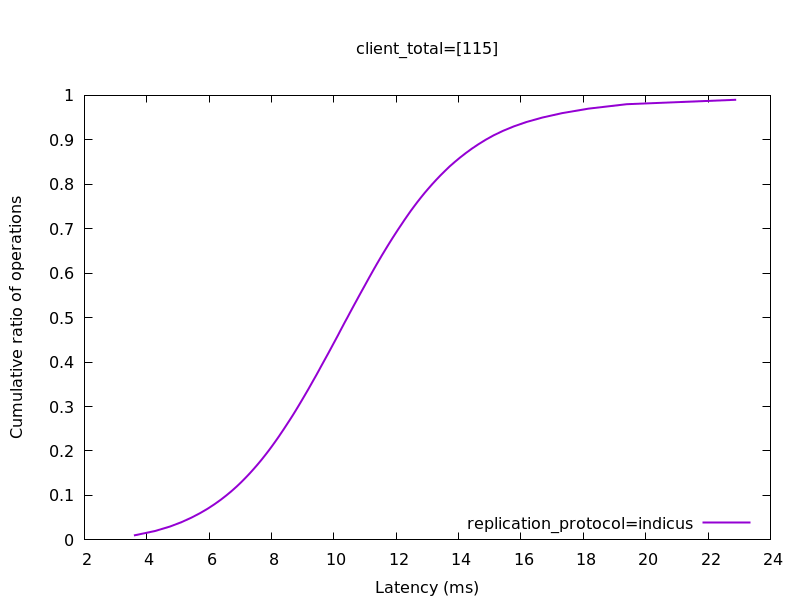 client_total=[115]
1
0.9
0.8
0.7
0.6
0.5
0.4
0.3
0.2
0.1
0
Cumulative ratio of operations
replication_protocol=indicus
2 4 6 8 10 12 14 16 18 20 22 24
Latency (ms)